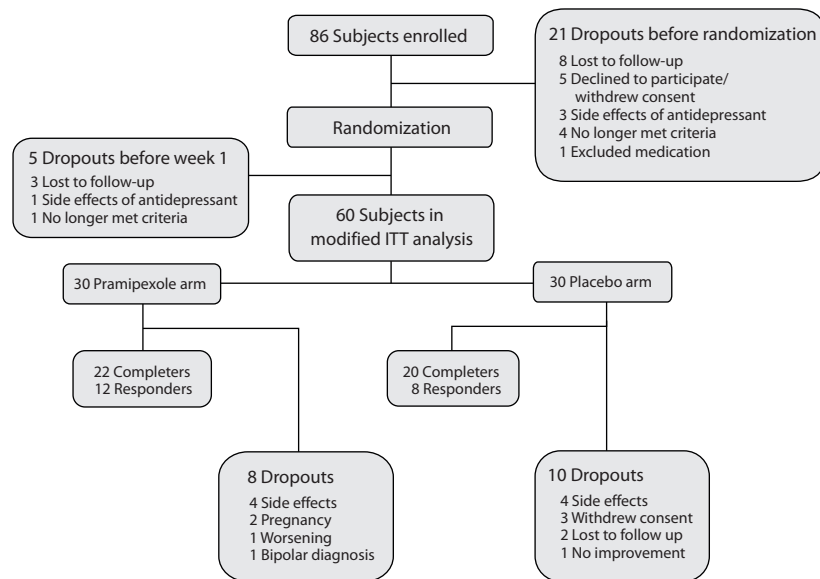 86 Subjects enrolled
21 Dropouts before randomization
8 Lost to follow-up
5 Declined to participate/
withdrew consent
3 Side effects of antidepressant
4 No longer met criteria
1 Excluded medication
Randomization
5 Dropouts before week 1
3 Lost to follow-up
1 Side effects of antidepressant
1 No longer met criteria
60 Subjects in
modified ITT analysis
30 Pramipexole arm
30 Placebo arm
22 Completers
12 Responders
20 Completers
8 Responders
8 Dropouts
4 Side effects
2 Pregnancy
1 Worsening
1 Bipolar diagnosis
10 Dropouts
4 Side effects
3 Withdrew consent
2 Lost to follow up
1 No improvement